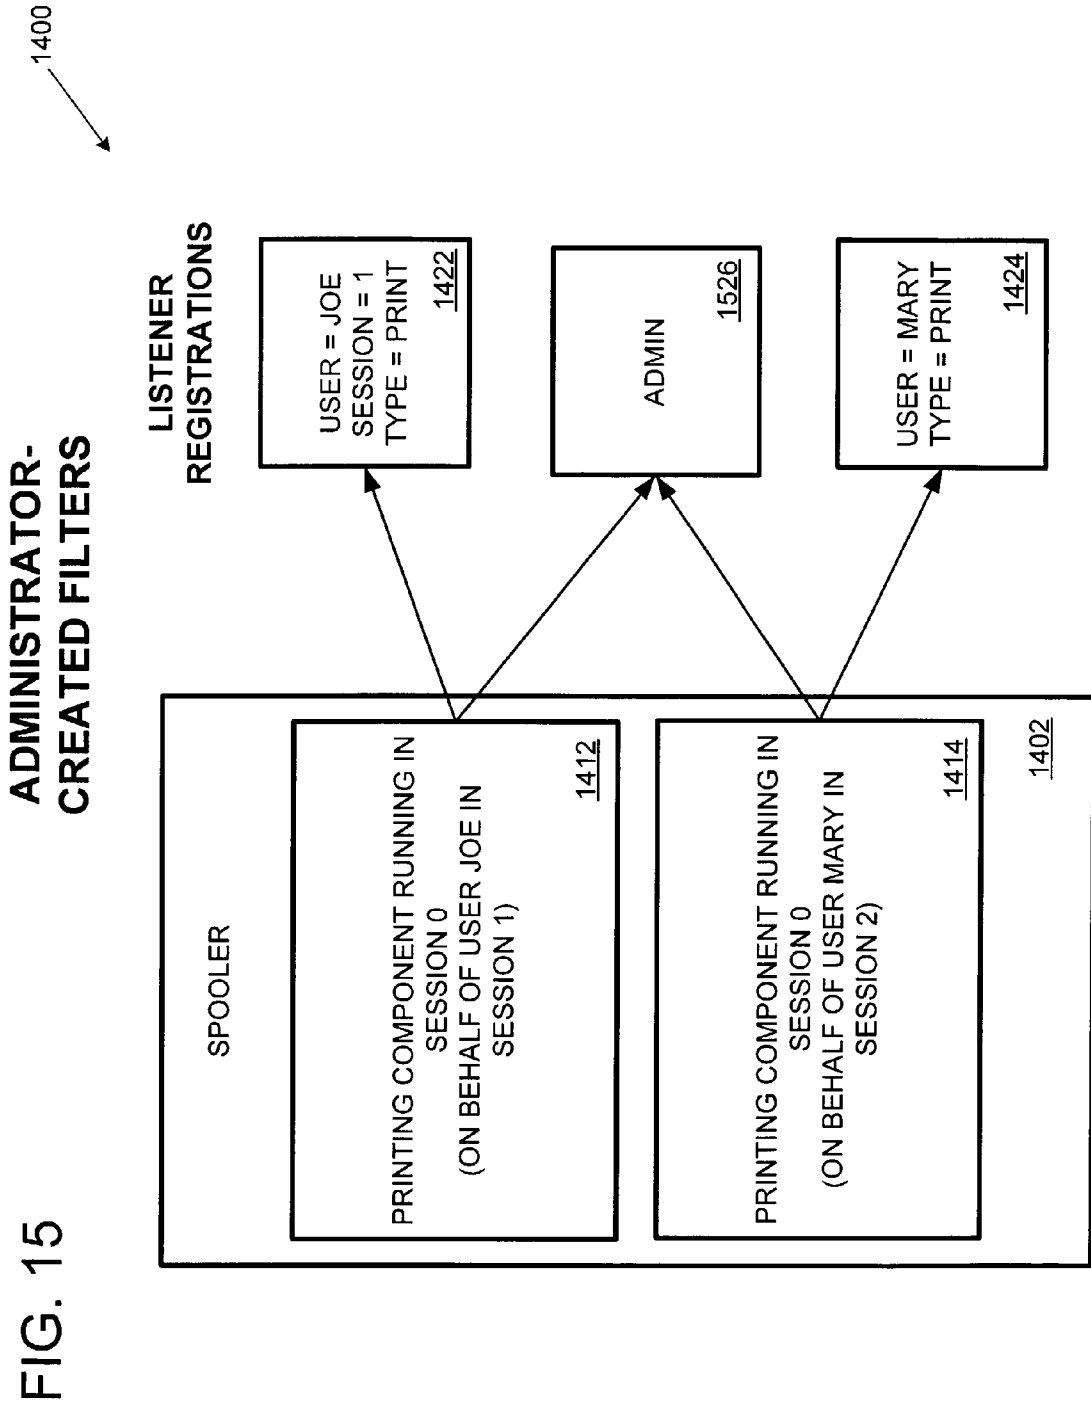 FIG. 15
ADMINISTRATOR-
CREATED FILTERS
1400
SPOOLER
PRINTING COMPONENT RUNNING IN
SESSION 0
(ON BEHALF OF USER JOE IN
SESSION 1)
1412
PRINTING COMPONENT RUNNING IN
SESSION 0
(ON BEHALF OF USER MARY IN
SESSION 2)
1414
1402
LISTENER
REGISTRATIONS
USER = JOE
SESSION = 1
TYPE = PRINT
1422
ADMIN
1526
USER = MARY
TYPE = PRINT
1424